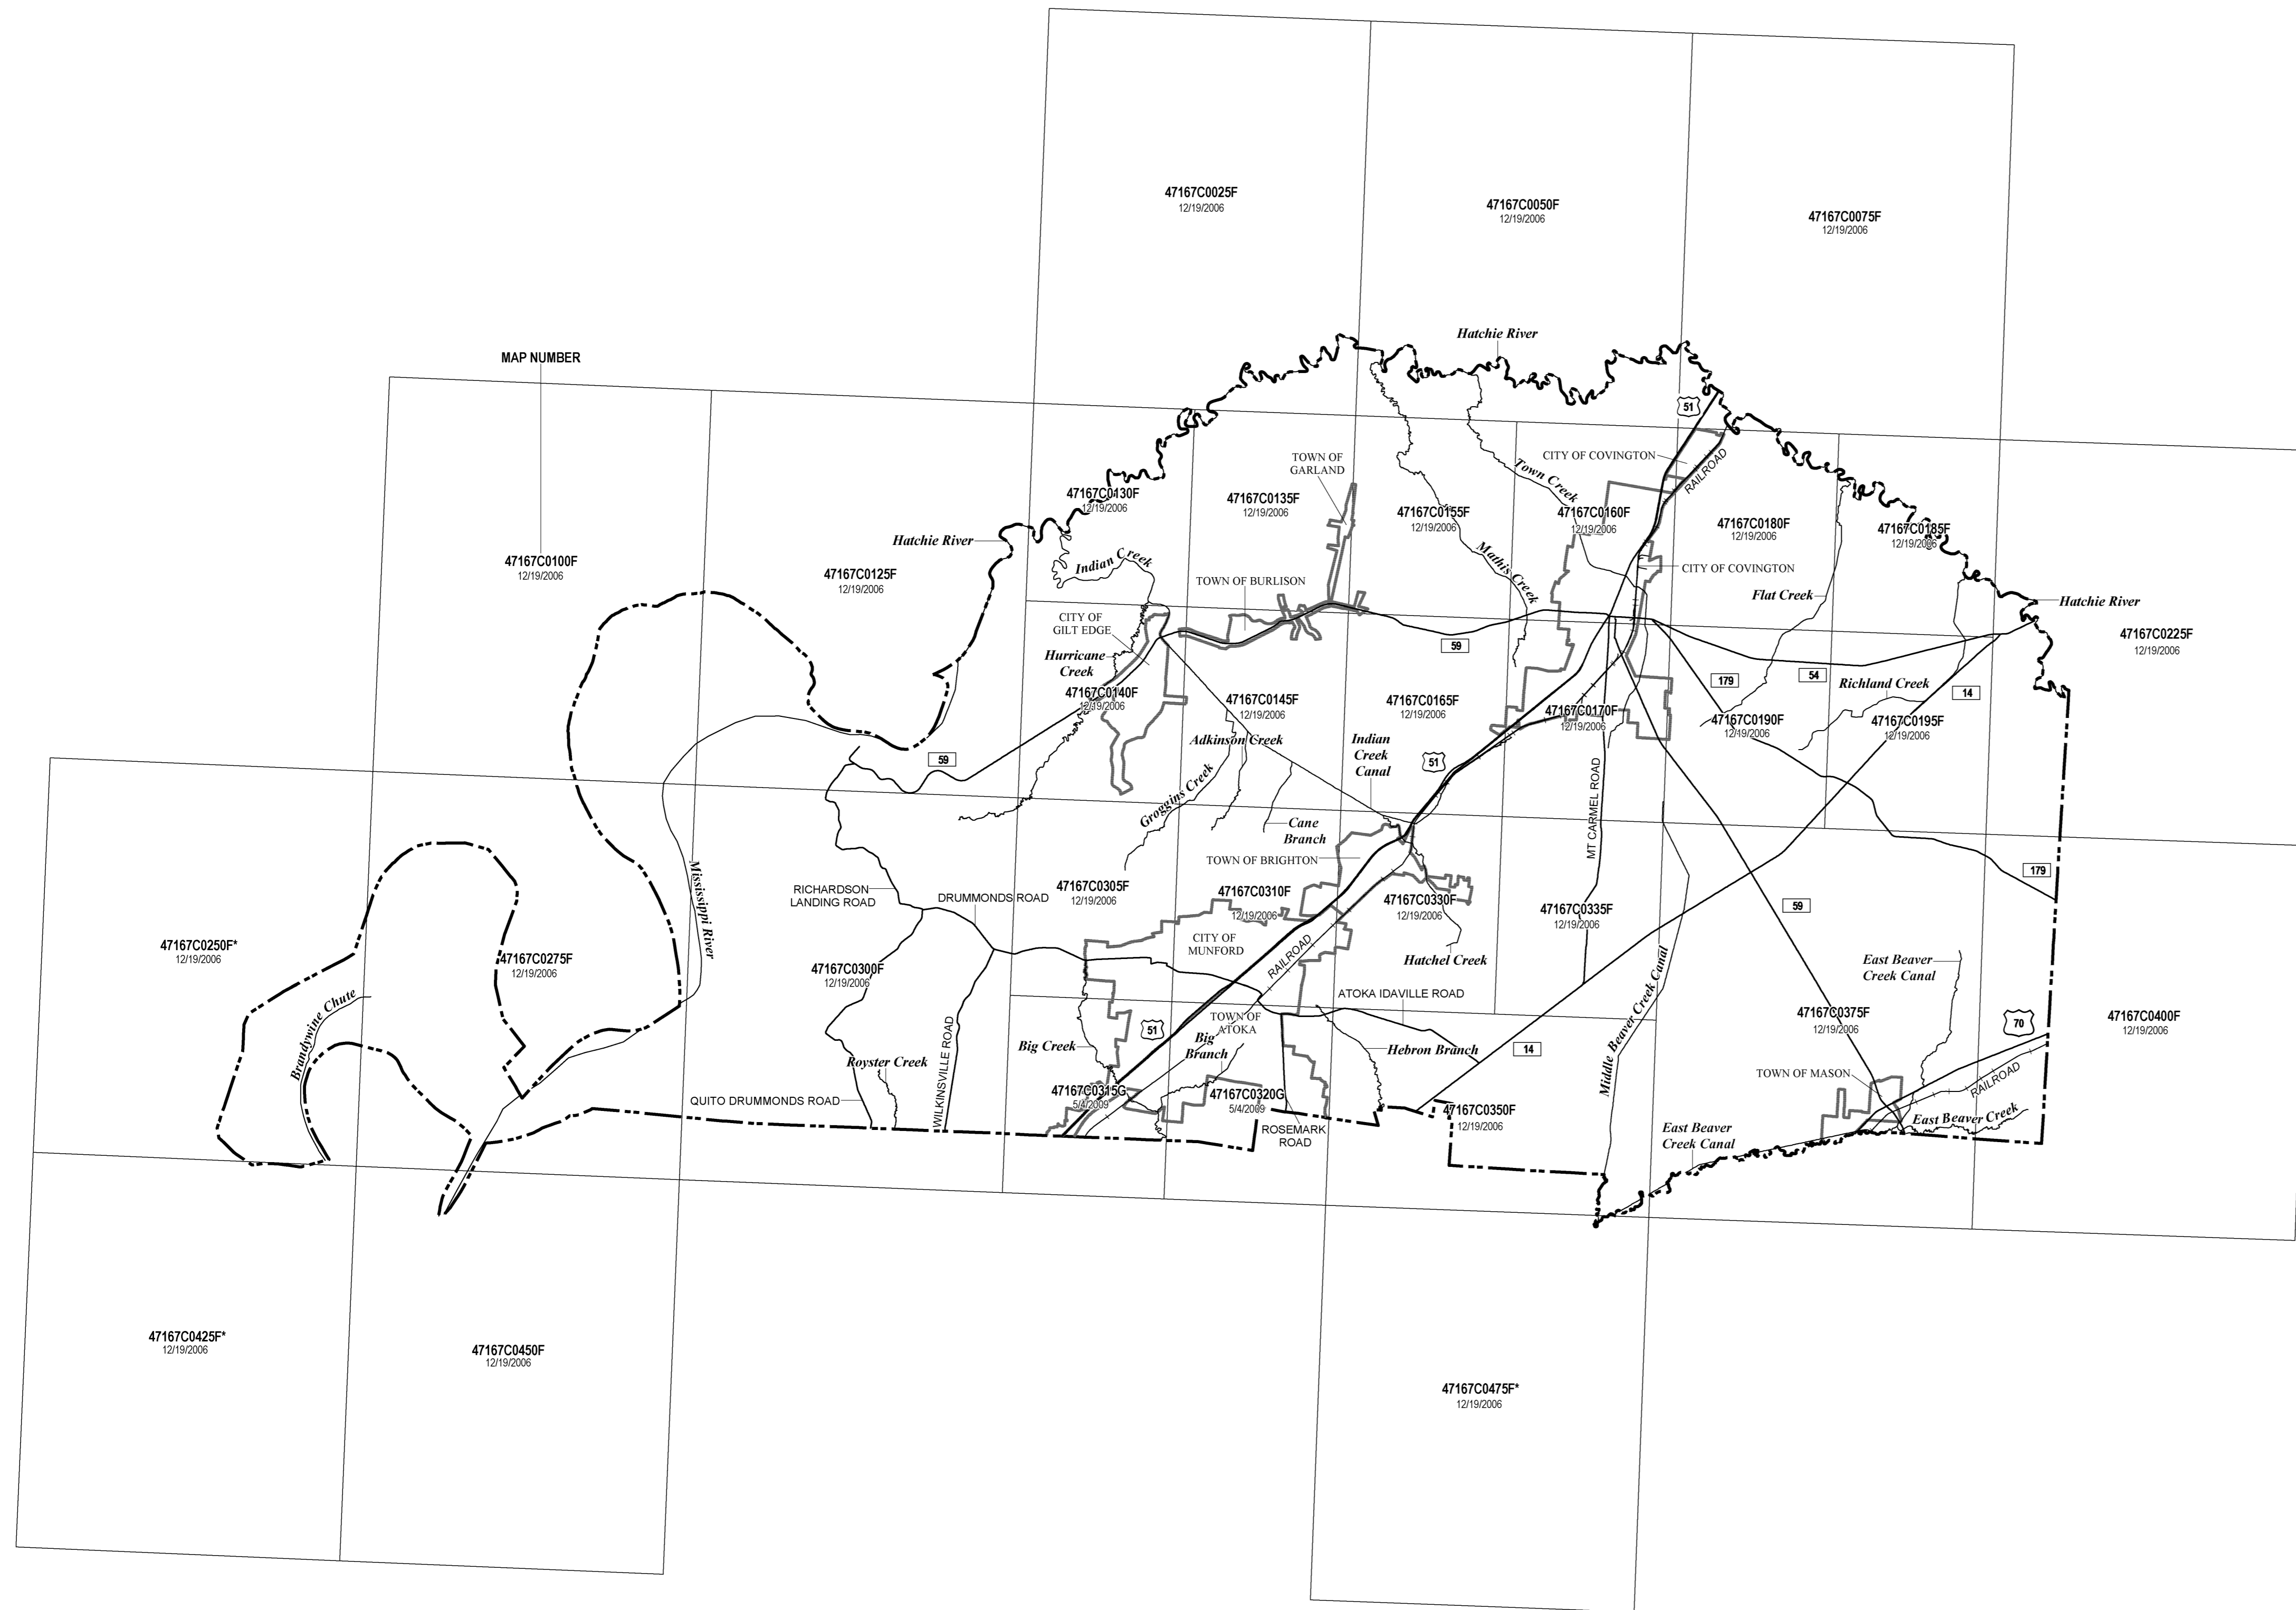 47167C0025F
12/19/2006
47167C0050F
12/19/2006
47167C0075F
12/19/2006
Hatchie River
MAP NUMBER
51
TOWN OF
GARLAND
CITY OF COVINGTON
RAILROAD
Town Creek
47167C0130F
12/19/2006
47167C0135F
12/19/2006
47167C0155F
12/19/2006
47167C0160F
12/19/2006
47167C0180F
12/19/2006
47167C0185F
12/19/2006
Hatchie River
47167C0100F
12/19/2006
47167C0125F
12/19/2006
Indian Creek
TOWN OF BURLISON
Mathis Creek
CITY OF COVINGTON
Flat Creek
Hatchie River
CITY OF
GILT EDGE
47167C0225F
12/19/2006
59
Hurricane
Creek
179
54
Richland Creek
14
47167C0140F
12/19/2006
47167C0145F
12/19/2006
47167C0165F
12/19/2006
47167C0170F
12/19/2006
47167C0190F
12/19/2006
47167C0195F
12/19/2006
Adkinson Creek
Indian
Creek
Canal
51
59
Groggins Creek
MT CARMEL ROAD
Cane
Branch
TOWN OF BRIGHTON
Mississippi River
RICHARDSON
LANDING ROAD
DRUMMONDS ROAD
47167C0305F
12/19/2006
47167C0310F
12/19/2006
47167C0330F
12/19/2006
47167C0335F
12/19/2006
179
59
47167C0250F*
12/19/2006
47167C0275F
12/19/2006
47167C0300F
12/19/2006
CITY OF
MUNFORD
RAILROAD
Hatchel Creek
East Beaver
Creek Canal
Brandywine Chute
ATOKA IDAVILLE ROAD
Middle Beaver Creek Canal
47167C0375F
12/19/2006
70
47167C0400F
12/19/2006
51
TOWN OF
ATOKA
Big Creek
Big
Branch
Hebron Branch
14
Royster Creek
WILKINSVILLE ROAD
TOWN OF MASON
RAILROAD
47167C0315G
5/4/2009
47167C0320G
5/4/2009
QUITO DRUMMONDS ROAD
47167C0350F
12/19/2006
ROSEMARK
ROAD
East Beaver
Creek Canal
East Beaver Creek
47167C0425F*
12/19/2006
47167C0450F
12/19/2006
47167C0475F*
12/19/2006